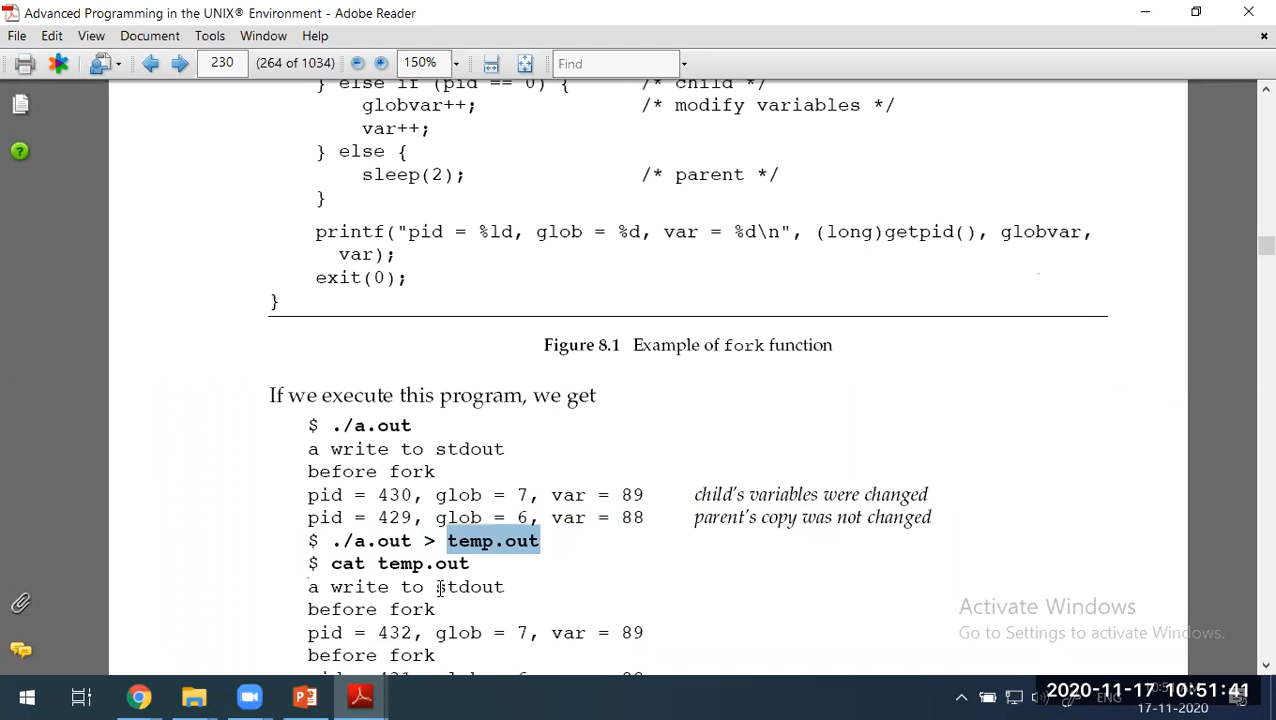 Advanced Programming in the UNIX® Environment - Adobe Reader
File Edit View Document Tools Window Help
230 (264 of 1034) 150% Find
} else if (pid == 0) { /* child */
globvar++; /* modify variables */
var++;
} else {
sleep(2); /* parent */
}
printf("pid = %ld, glob = %d, var = %d\n", (long)getpid(), globvar,
var);
exit(0);
}
Figure 8.1 Example of fork function
If we execute this program, we get
$ ./a.out
a write to stdout
before fork
pid = 430, glob = 7, var = 89 child's variables were changed
pid = 429, glob = 6, var = 88 parent's copy was not changed
$ ./a.out > temp.out
$ cat temp.out
a write to stdout
before fork
pid = 432, glob = 7, var = 89
before fork
Activate Windows
Go to Settings to activate Windows.
2020-11-17 10:51:41
ENG
17-11-2020